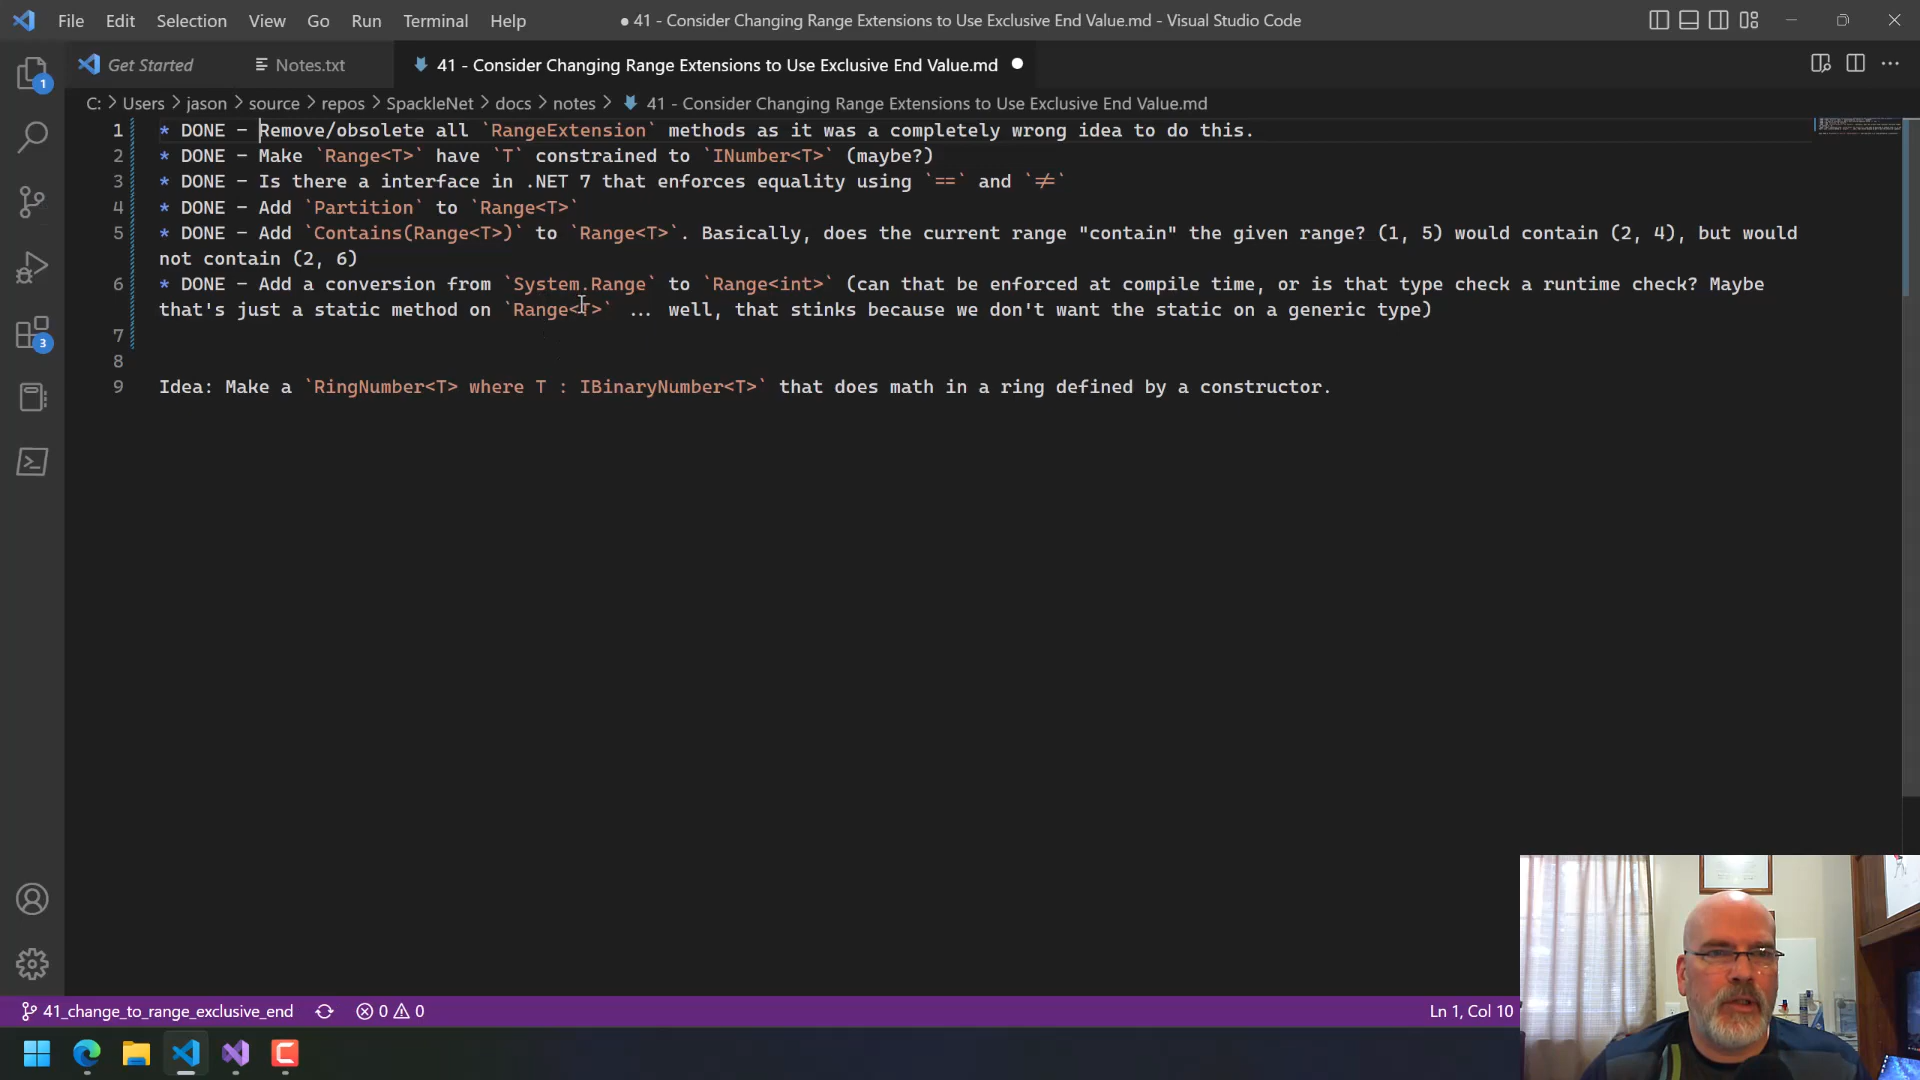 File Edit Selection View Go Run Terminal Help
● 41 - Consider Changing Range Extensions to Use Exclusive End Value.md - Visual Studio Code
Get Started
Notes.txt
41 - Consider Changing Range Extensions to Use Exclusive End Value.md
C: > Users > jason > source > repos > SpackleNet > docs > notes > 41 - Consider Changing Range Extensions to Use Exclusive End Value.md
1 * DONE - Remove/obsolete all `RangeExtension` methods as it was a completely wrong idea to do this.
2 * DONE - Make `Range<T>` have `T` constrained to `INumber<T>` (maybe?)
3 * DONE - Is there a interface in .NET 7 that enforces equality using `==` and `≠`
4 * DONE - Add `Partition` to `Range<T>`
5 * DONE - Add `Contains(Range<T>)` to `Range<T>`. Basically, does the current range "contain" the given range? (1, 5) would contain (2, 4), but would
not contain (2, 6)
6 * DONE - Add a conversion from `System.Range` to `Range<int>` (can that be enforced at compile time, or is that type check a runtime check? Maybe
that's just a static method on `Range<T>` ... well, that stinks because we don't want the static on a generic type)
7
8
9 Idea: Make a `RingNumber<T> where T : IBinaryNumber<T>` that does math in a ring defined by a constructor.
1
3
41_change_to_range_exclusive_end
0
0
Ln 1, Col 10